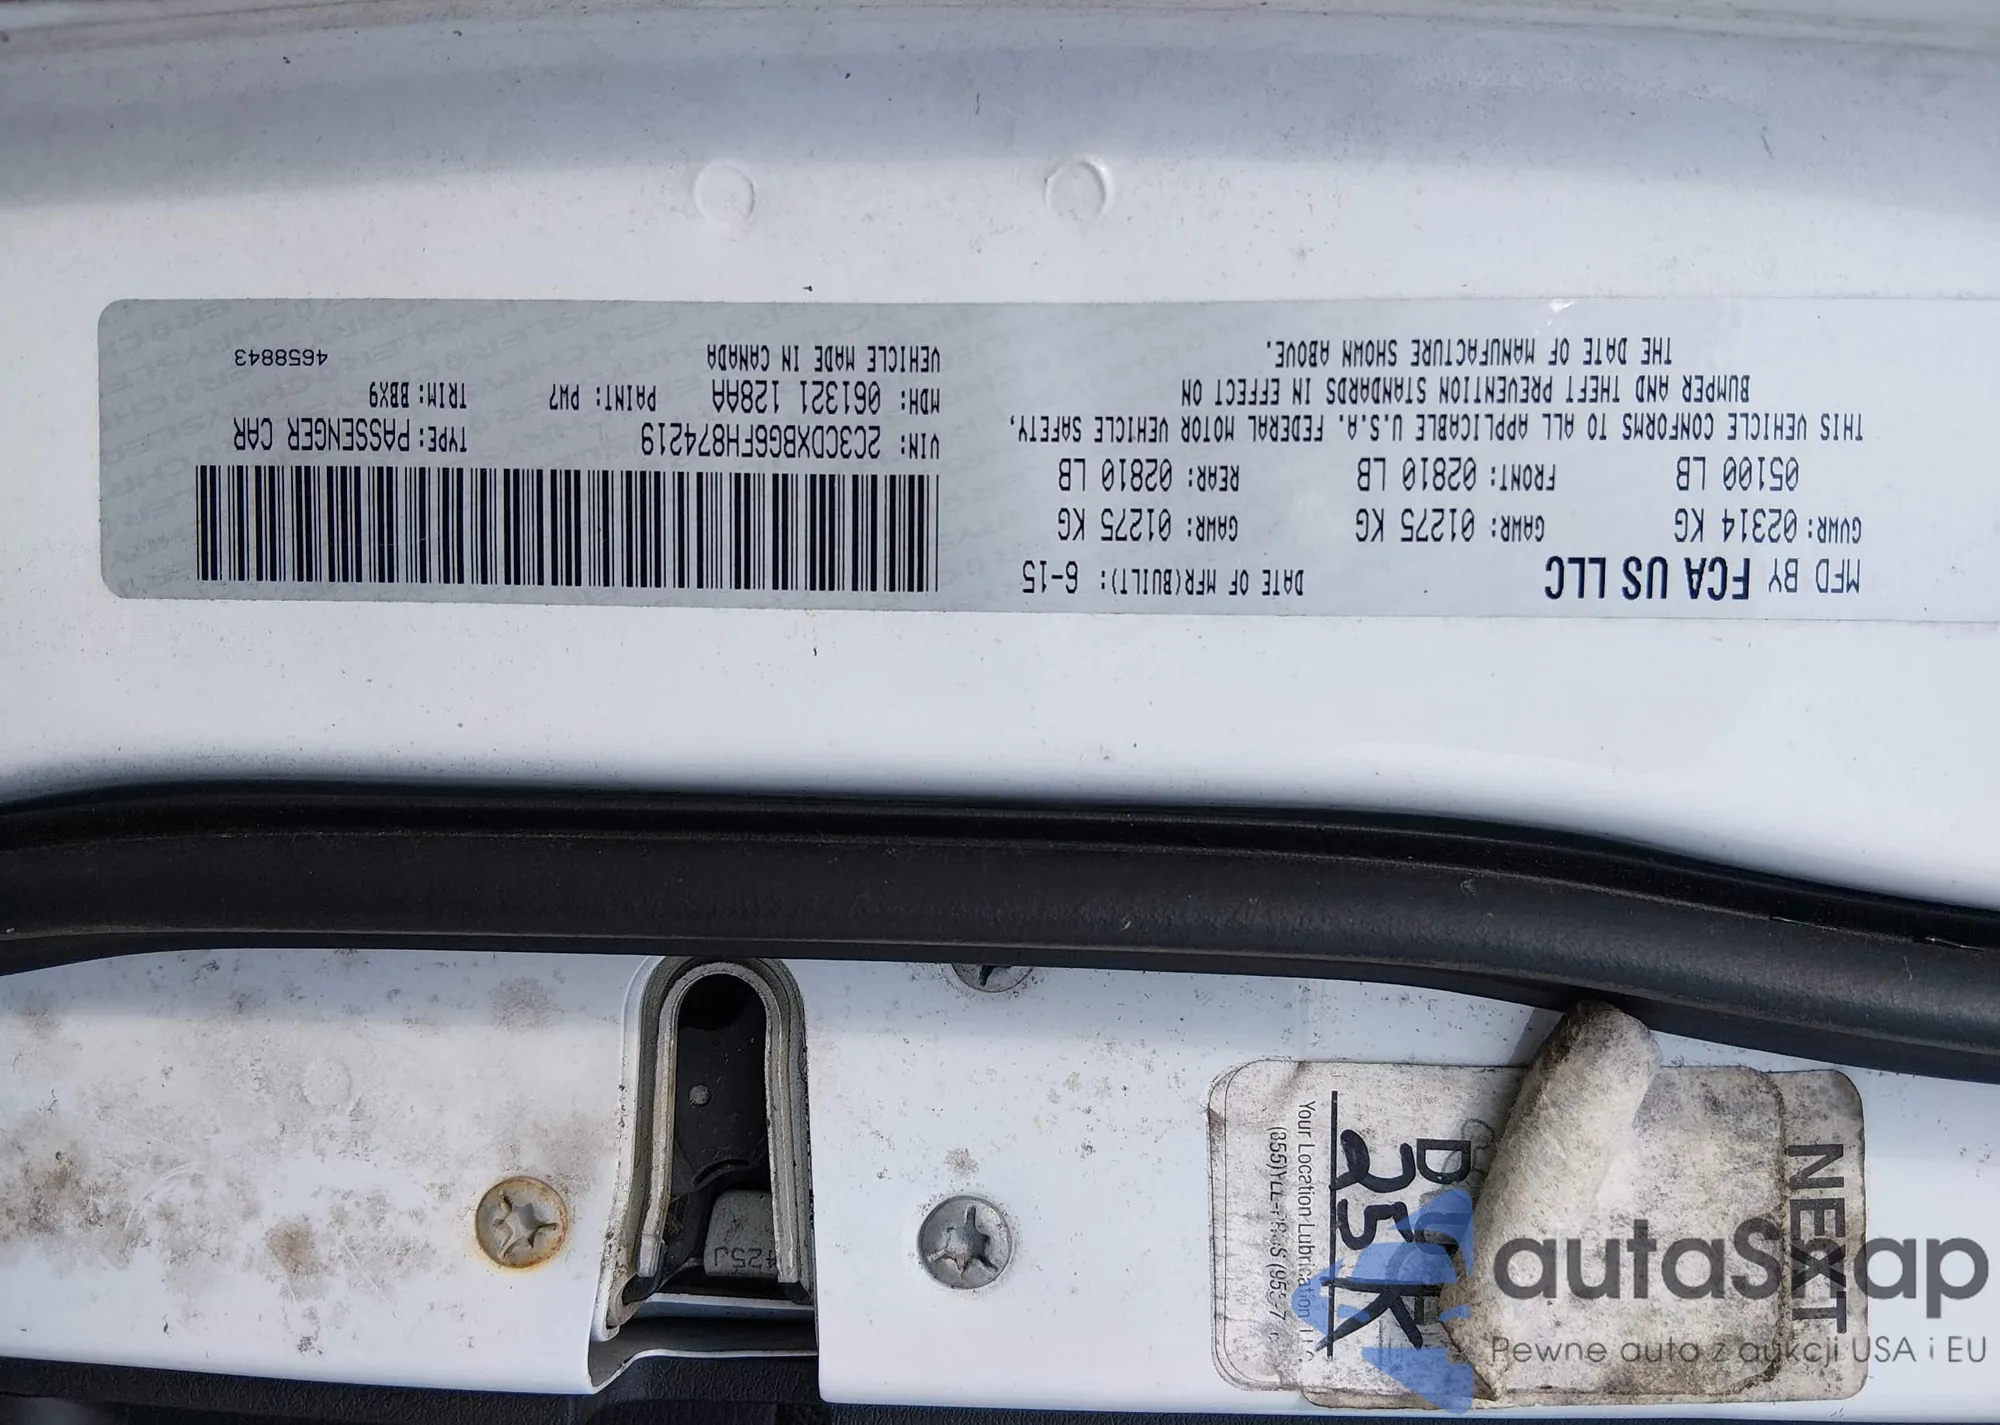 MFD BY FCA US LLC
DATE OF MFR(BUILT): 6-15
GVWR: 02314 KG
GAWR: 01275 KG
GAWR: 01275 KG
05100 LB
FRONT: 02810 LB
REAR: 02810 LB
THIS VEHICLE CONFORMS TO ALL APPLICABLE U.S.A. FEDERAL MOTOR VEHICLE SAFETY,
BUMPER AND THEFT PREVENTION STANDARDS IN EFFECT ON
THE DATE OF MANUFACTURE SHOWN ABOVE.
VIN: 2C3CDXBG6FH874219
TYPE: PASSENGER CAR
MDH: 061321 128AA
PAINT: PW7
TRIM: BBX9
VEHICLE MADE IN CANADA
4658843
425J
NEXT
25K
Your Location Lubrication
autaSnap
Pewne auta z aukcji USA i EU